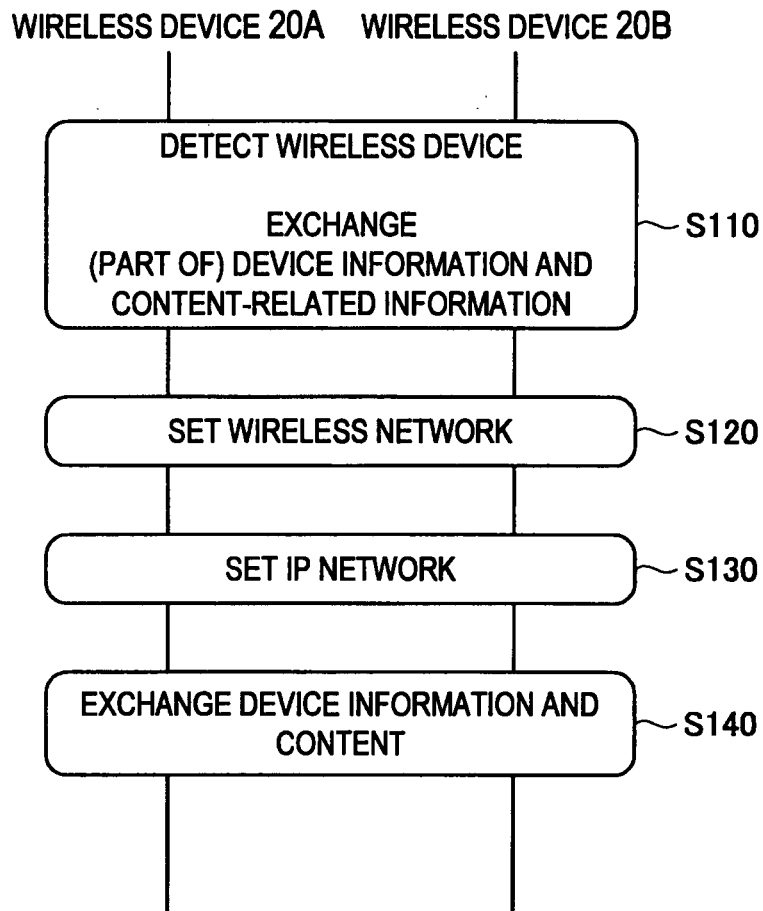 WIRELESS DEVICE 20A WIRELESS DEVICE 20B
DETECT WIRELESS DEVICE
EXCHANGE
(PART OF) DEVICE INFORMATION AND
CONTENT-RELATED INFORMATION
S110
SET WIRELESS NETWORK
S120
SET IP NETWORK
S130
EXCHANGE DEVICE INFORMATION AND
CONTENT
S140